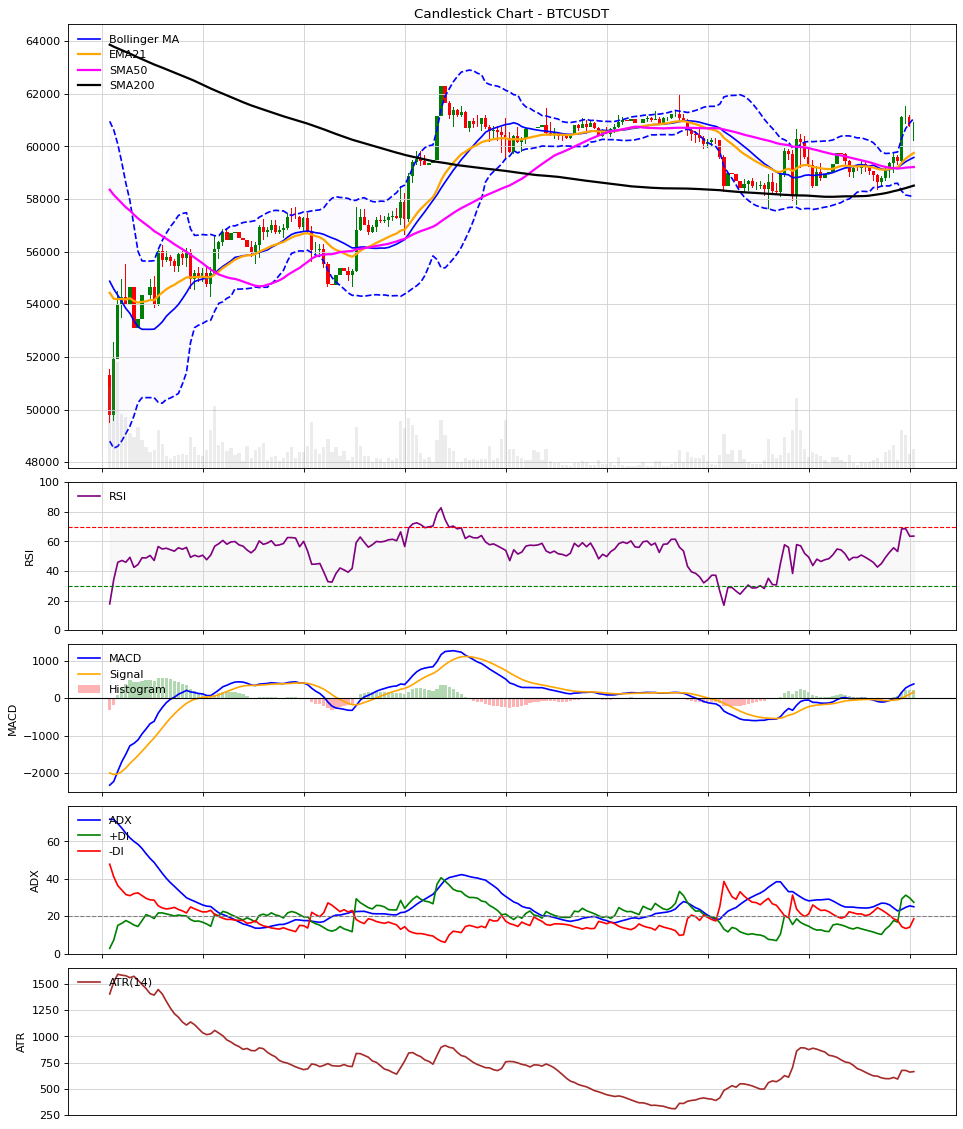 Candlestick Chart - BTCUSDT
64000
62000
60000
58000
56000
54000
52000
50000
48000
Bollinger MA
EMA21
SMA50
SMA200
100
80
60
40
20
0
RSI
RSI
1000
0
−1000
−2000
MACD
MACD
Signal
Histogram
60
40
20
0
ADX
ADX
+DI
-DI
1500
1250
1000
750
500
250
ATR
ATR(14)